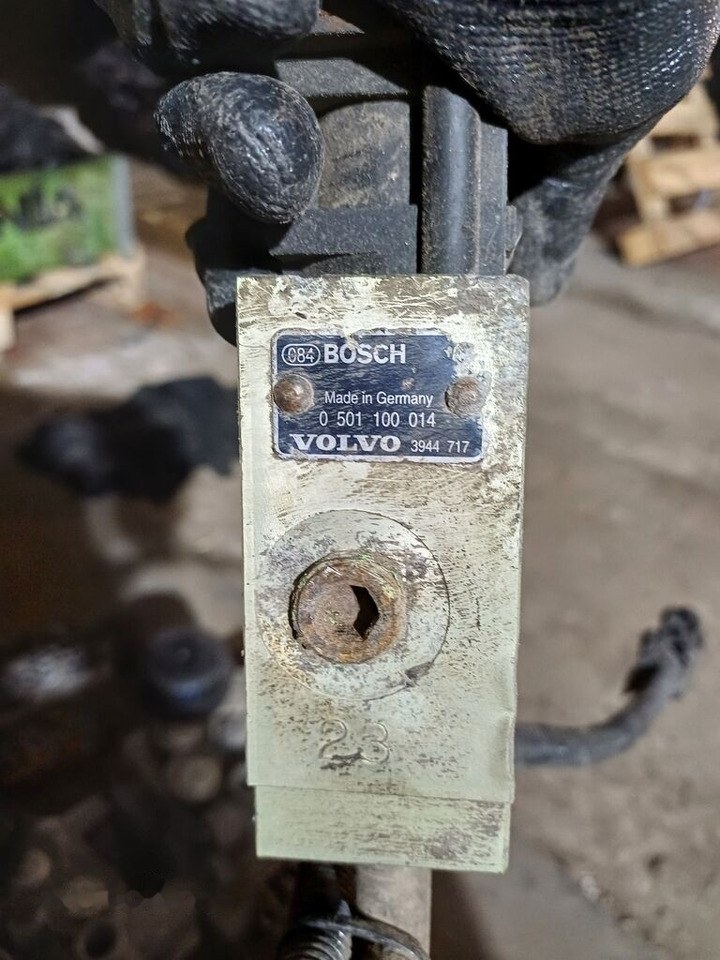 084 BOSCH
Made in Germany
0 501 100 014
VOLVO 3944 717
23